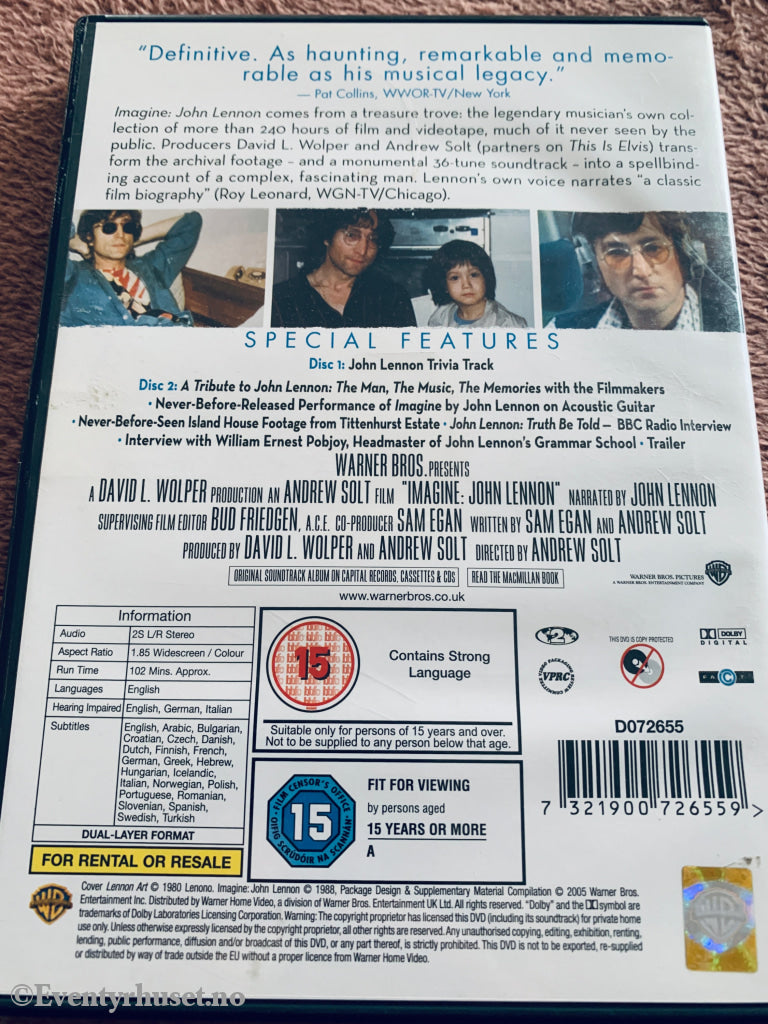 “Definitive. As haunting, remarkable and memo-
rable as his musical legacy.”
— Pat Collins, WWOR-TV/New York
Imagine: John Lennon comes from a treasure trove: the legendary musician's own col-
lection of more than 240 hours of film and videotape, much of it never seen by the
public. Producers David L. Wolper and Andrew Solt (partners on This Is Elvis) trans-
form the archival footage – and a monumental 36-tune soundtrack – into a spellbind-
ing account of a complex, fascinating man. Lennon's own voice narrates “a classic
film biography” (Roy Leonard, WGN-TV/Chicago).
SPECIAL FEATURES
Disc 1: John Lennon Trivia Track
Disc 2: A Tribute to John Lennon: The Man, The Music, The Memories with the Filmmakers
• Never-Before-Released Performance of Imagine by John Lennon on Acoustic Guitar
• Never-Before-Seen Island House Footage from Tittenhurst Estate • John Lennon: Truth Be Told — BBC Radio Interview
• Interview with William Ernest Pobjoy, Headmaster of John Lennon's Grammar School • Trailer
WARNER BROS. PRESENTS
A DAVID L. WOLPER PRODUCTION AN ANDREW SOLT FILM "IMAGINE: JOHN LENNON" NARRATED BY JOHN LENNON
SUPERVISING FILM EDITOR BUD FRIEDGEN, A.C.E. CO-PRODUCER SAM EGAN WRITTEN BY SAM EGAN AND ANDREW SOLT
PRODUCED BY DAVID L. WOLPER AND ANDREW SOLT DIRECTED BY ANDREW SOLT
ORIGINAL SOUNDTRACK ALBUM ON CAPITAL RECORDS, CASSETTES & CDs READ THE MACMILLAN BOOK
WARNER BROS. PICTURES
A WARNER BROS. ENTERTAINMENT COMPANY
www.warnerbros.co.uk
Information
Audio 2S L/R Stereo
Aspect Ratio 1.85 Widescreen / Colour
Run Time 102 Mins. Approx.
Languages English
Hearing Impaired English, German, Italian
Subtitles English, Arabic, Bulgarian,
Croatian, Czech, Danish,
Dutch, Finnish, French,
German, Greek, Hebrew,
Hungarian, Icelandic,
Italian, Norwegian, Polish,
Portuguese, Romanian,
Slovenian, Spanish,
Swedish, Turkish
DUAL-LAYER FORMAT
FOR RENTAL OR RESALE
bbfc
15
Contains Strong
Language
Suitable only for persons of 15 years and over.
Not to be supplied to any person below that age.
FILM CENSOR'S OFFICE
15
OIFIG SCRÚDÓIR NA SCANNÁN
FIT FOR VIEWING
by persons aged
15 YEARS OR MORE
A
2
THIS DVD IS COPY PROTECTED
DOLBY
DIGITAL
VIDEO PACKAGING REVIEW COMMITTEE
VPRC
FACT
D072655
7 321900 726559 >
Cover Lennon Art © 1980 Lenono. Imagine: John Lennon © 1988, Package Design & Supplementary Material Compilation © 2005 Warner Bros.
Entertainment Inc. Distributed by Warner Home Video, a division of Warner Bros. Entertainment UK Ltd. All rights reserved. "Dolby" and the symbol are
trademarks of Dolby Laboratories Licensing Corporation. Warning: The copyright proprietor has licensed this DVD (including its soundtrack) for private home
use only. Unless otherwise expressly licensed by the copyright proprietor, all other rights are reserved. Any unauthorised copying, editing, exhibition, renting,
lending, public performance, diffusion and/or broadcast of this DVD, or any part thereof, is strictly prohibited. This DVD is not to be exported, re-supplied
or distributed by way of trade outside the EU without a proper licence from Warner Home Video.
©Eventyrhuset.no